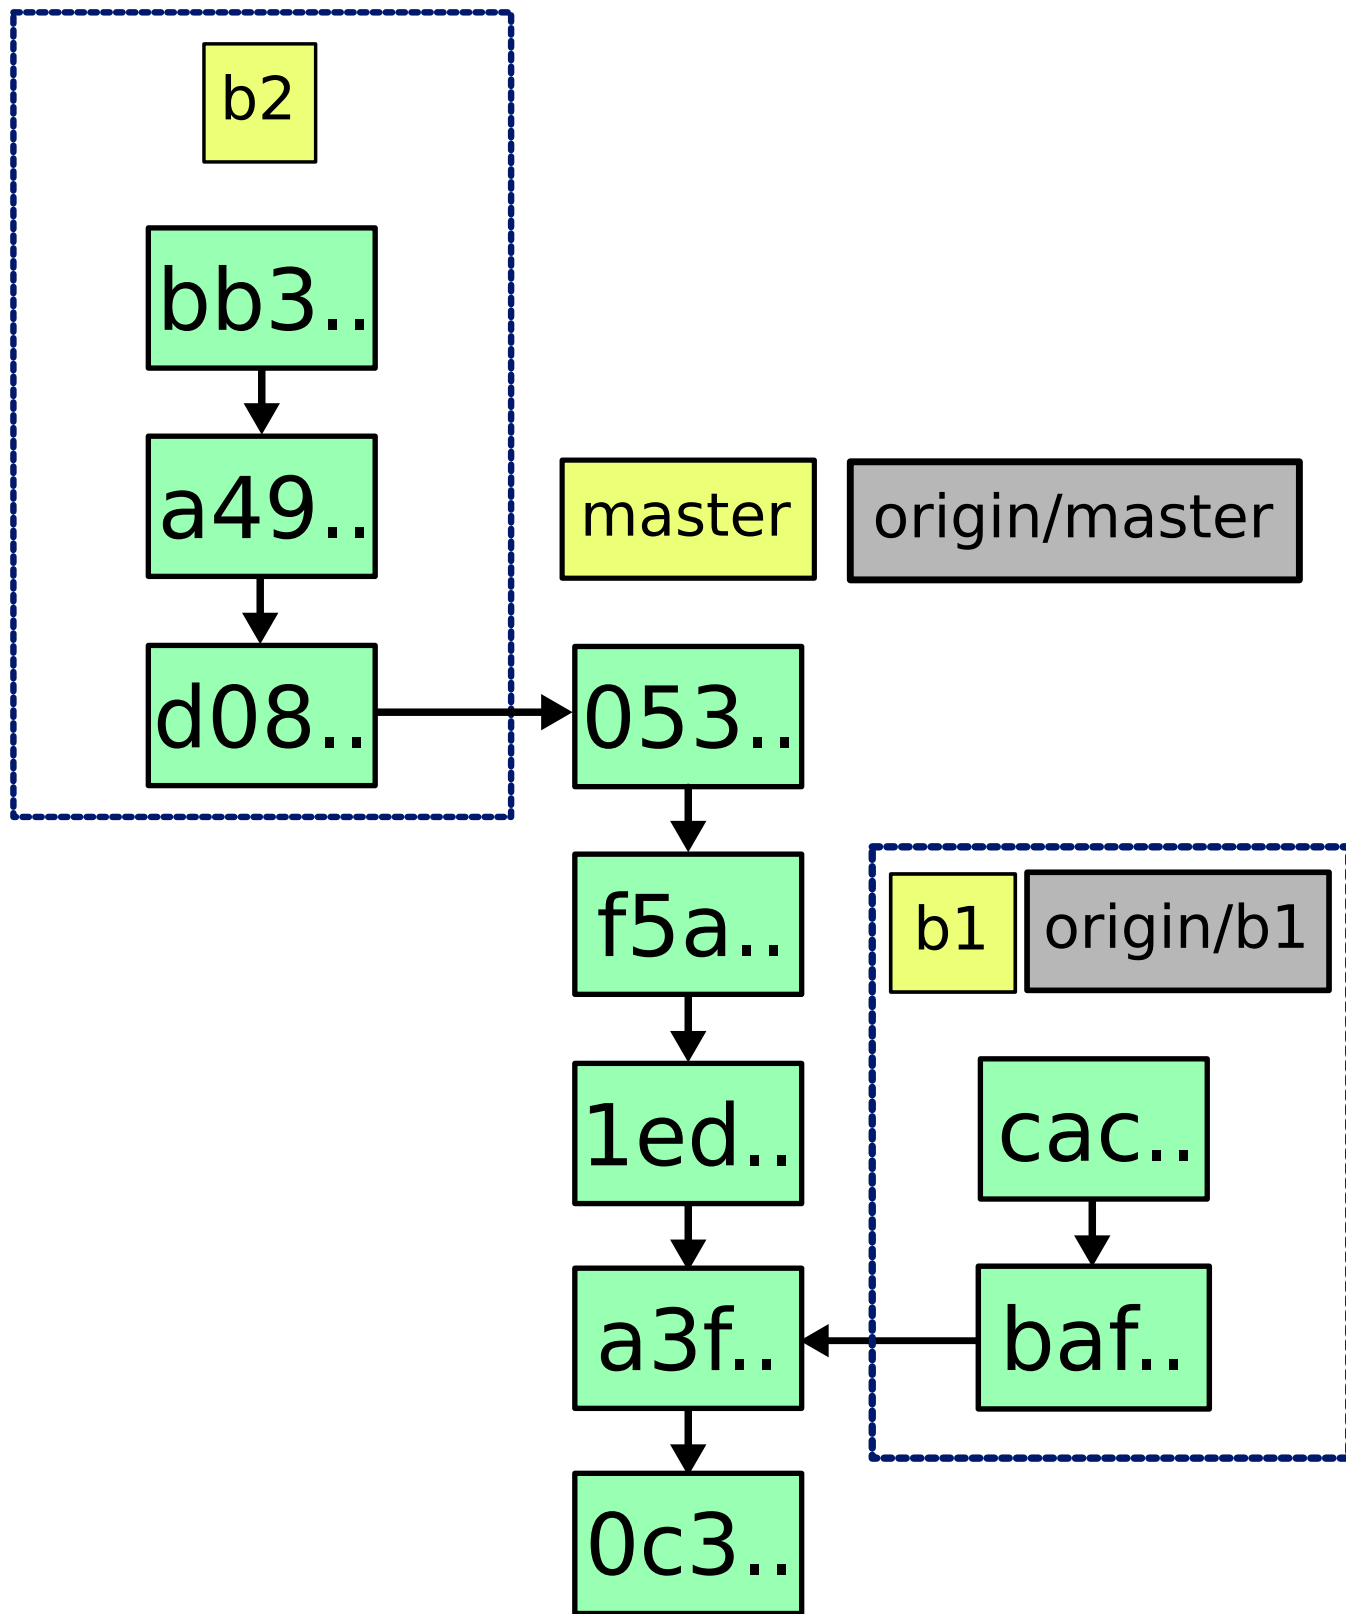 b2
bb3..
a49..
d08..
master
origin/master
053..
f5a..
1ed..
a3f..
0c3..
b1
origin/b1
cac..
baf..